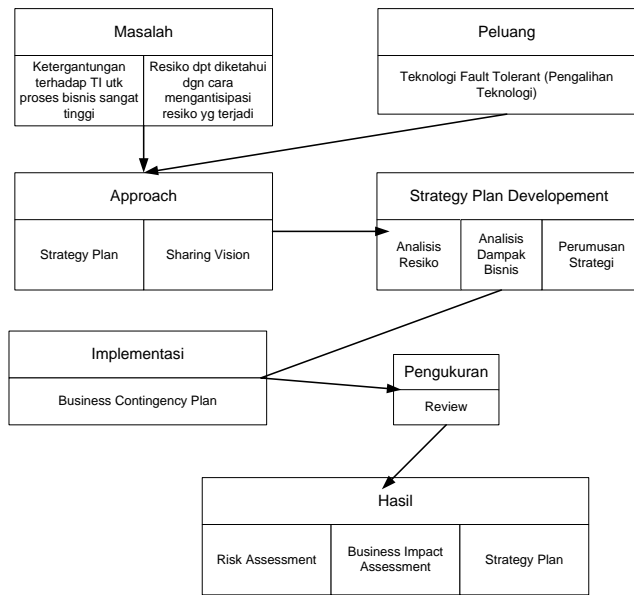 Masalah
Ketergantungan
terhadap TI utk
proses bisnis sangat
tinggi
Resiko dpt diketahui
dgn cara
mengantisipasi
resiko yg terjadi
Peluang
Teknologi Fault Tolerant (Pengalihan
Teknologi)
Approach
Strategy Plan
Sharing Vision
Strategy Plan Developement
Analisis
Resiko
Analisis
Dampak
Bisnis
Perumusan
Strategi
Implementasi
Business Contingency Plan
Pengukuran
Review
Hasil
Risk Assessment
Business Impact
Assessment
Strategy Plan